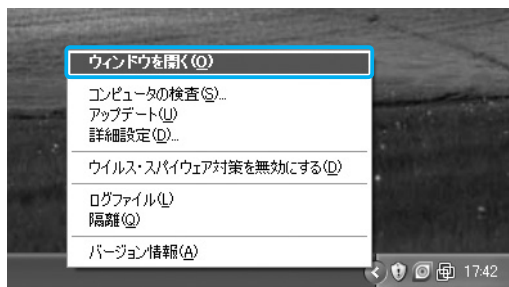 ウィンドウを開く(O)
コンピュータの検査(S)...
アップデート(U)
詳細設定(D)...
ウイルス・スパイウェア対策を無効にする(D)
ログファイル(L)
隔離(Q)
バージョン情報(A)
17:42